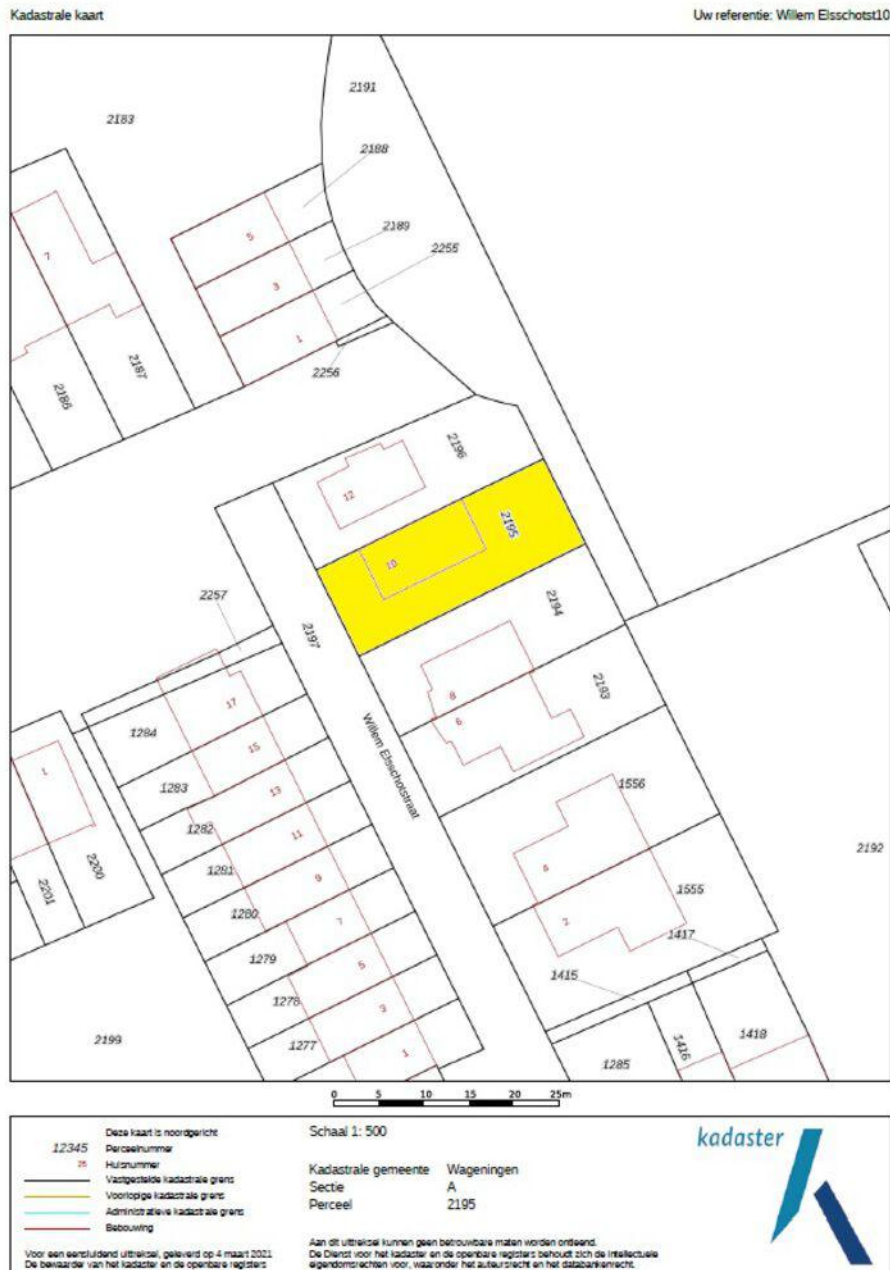 Kadastrale kaart
Uw referentie: Willem Elsschotst10
2191
2183
2188
2189
2255
5
7
3
1
2256
2187
2186
2196
12
2195
10
2257
2194
2197
2193
8
17
6
1284
15
Willem Elsschotstraat
1
13
1283
1556
1282
11
2192
4
1281
9
2200
1555
2201
1280
7
2
1417
1279
5
1415
1278
3
2199
1277
1
1285
1416
1418
0 5 10 15 20 25m
Deze kaart is noordgericht
12345 Perceelnummer
25 Huisnummer
Vastgestelde kadastrale grens
Voorlopige kadastrale grens
Administratieve kadastrale grens
Bebouwing
Voor een eensluidend uittreksel, geleverd op 4 maart 2021
De bewaarder van het kadaster en de openbare registers
Schaal 1: 500
Kadastrale gemeente Wageningen
Sectie A
Perceel 2195
Aan dit uittreksel kunnen geen betrouwbare maten worden ontleend.
De Dienst voor het kadaster en de openbare registers behoudt zich de intellectuele
eigendomsrechten voor, waaronder het auteursrecht en het databankenrecht.
kadaster